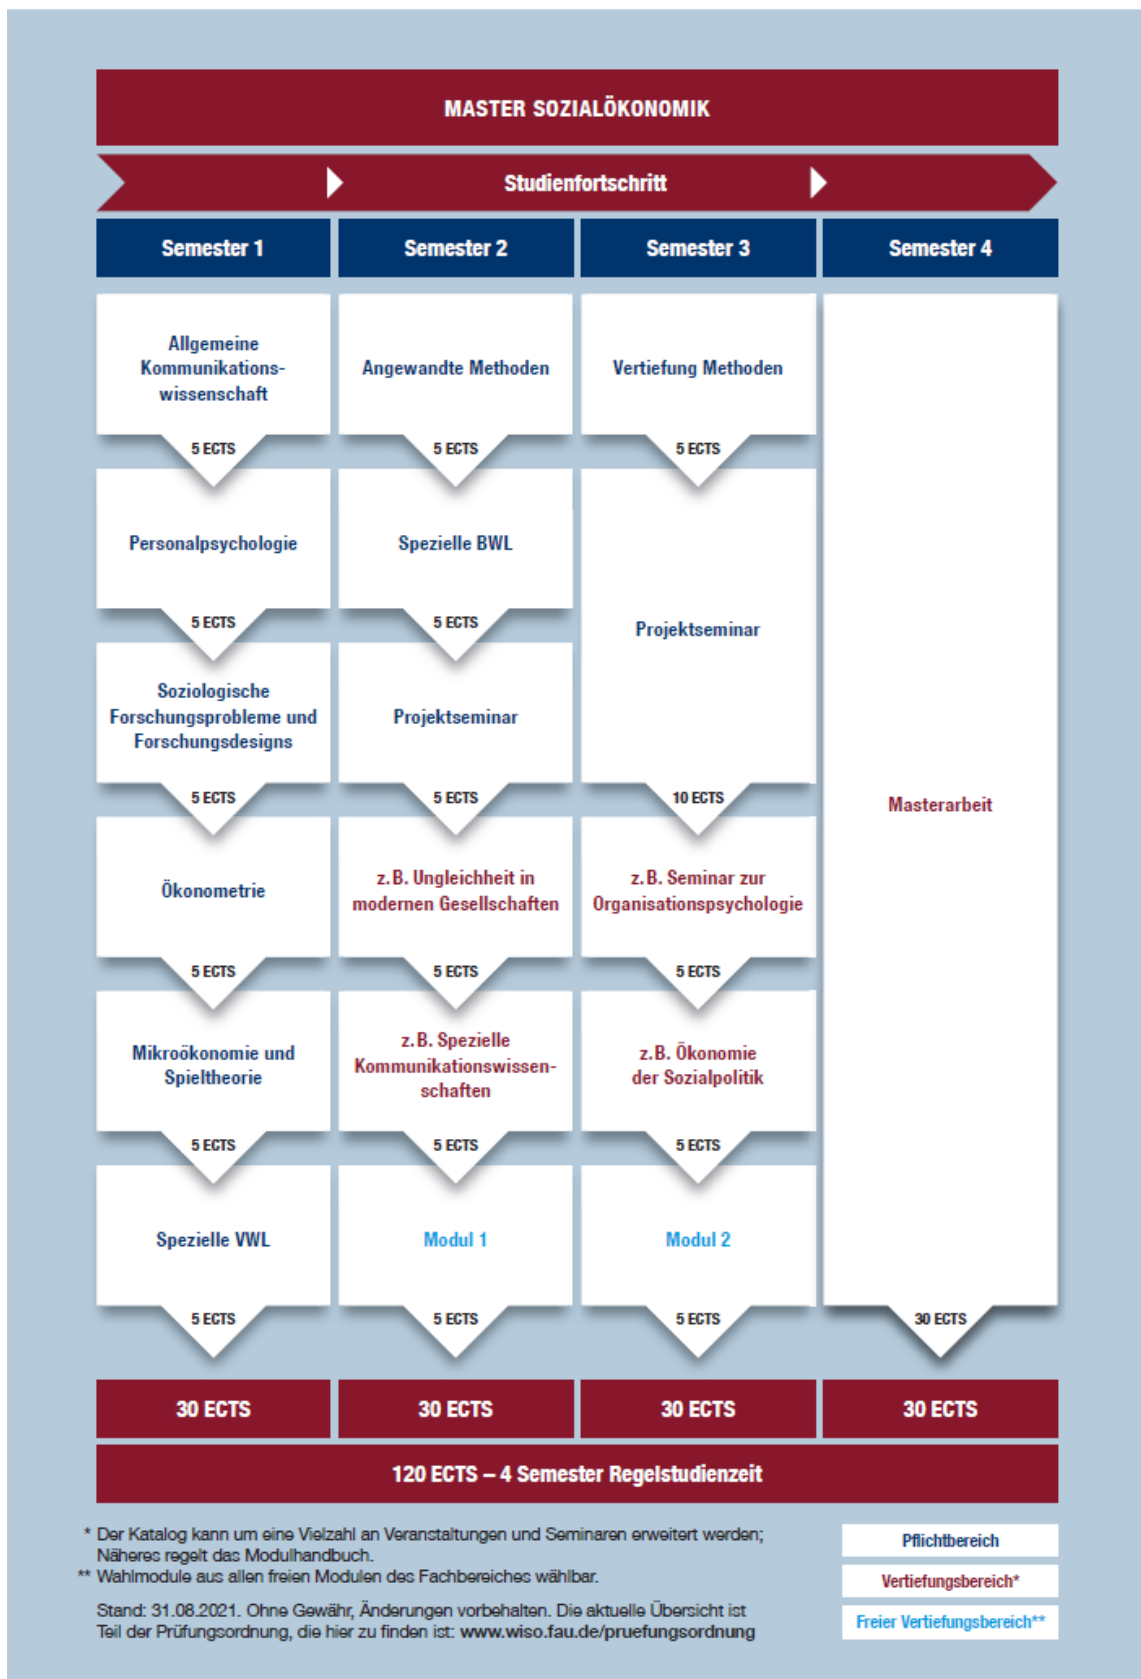 MASTER SOZIALÖKONOMIK
Studienfortschritt
Semester 1
Semester 2
Semester 3
Semester 4
Allgemeine
Kommunikations-
wissenschaft
5 ECTS
Personalpsychologie
5 ECTS
Soziologische
Forschungsprobleme und
Forschungsdesigns
5 ECTS
Ökonometrie
5 ECTS
Mikroökonomie und
Spieltheorie
5 ECTS
Spezielle VWL
5 ECTS
Angewandte Methoden
5 ECTS
Spezielle BWL
5 ECTS
Projektseminar
5 ECTS
z.B. Ungleichheit in
modernen Gesellschaften
5 ECTS
z.B. Spezielle
Kommunikationswissen-
schaften
5 ECTS
Modul 1
5 ECTS
Vertiefung Methoden
5 ECTS
Projektseminar
10 ECTS
z.B. Seminar zur
Organisationspsychologie
5 ECTS
z.B. Ökonomie
der Sozialpolitik
5 ECTS
Modul 2
5 ECTS
Masterarbeit
30 ECTS
30 ECTS
30 ECTS
30 ECTS
30 ECTS
120 ECTS – 4 Semester Regelstudienzeit
* Der Katalog kann um eine Vielzahl an Veranstaltungen und Seminaren erweitert werden;
Näheres regelt das Modulhandbuch.
** Wahlmodule aus allen freien Modulen des Fachbereiches wählbar.
Stand: 31.08.2021. Ohne Gewähr, Änderungen vorbehalten. Die aktuelle Übersicht ist
Teil der Prüfungsordnung, die hier zu finden ist: www.wiso.fau.de/pruefungsordnung
Pflichtbereich
Vertiefungsbereich*
Freier Vertiefungsbereich**